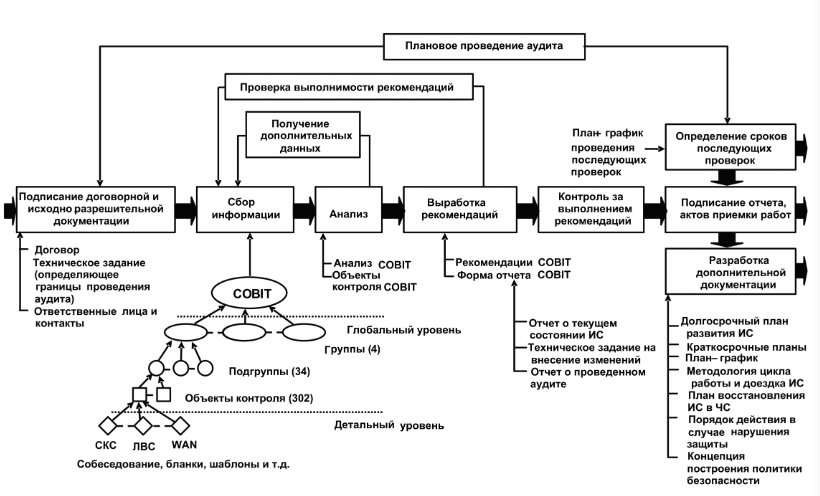 Плановое проведение аудита
Проверка выполнимости рекомендаций
Получение
дополнительных
данных
План- график
проведения
последующих
проверок
Определение сроков
последующих
проверок
Подписание договорной и
исходно разрешительной
документации
Сбор
информации
Анализ
Выработка
рекомендаций
Контроль за
выполнением
рекомендаций
Подписание отчета,
актов приемки работ
Разработка
дополнительной
документации
Договор
Техническое задание
(определяющее
границы проведения
аудита)
Ответственные лица и
контакты
Анализ COBIT
Объекты
контроля COBIT
Рекомендации COBIT
Форма отчета COBIT
Отчет о текущем
состоянии ИС
Техническое задание на
внесение изменений
Отчет о проведенном
аудите
COBIT
Глобальный уровень
Группы (4)
Подгруппы (34)
Объекты контроля (302)
Детальный уровень
СКС
ЛВС
WAN
Собеседование, бланки, шаблоны и т.д.
Долгосрочный план
развития ИС
Краткосрочные планы
План– график
Методология цикла
работы и доездка ИС
План восстановления
ИС в ЧС
Порядок действия в
случае нарушения
защиты
Концепция
построения политики
безопасности